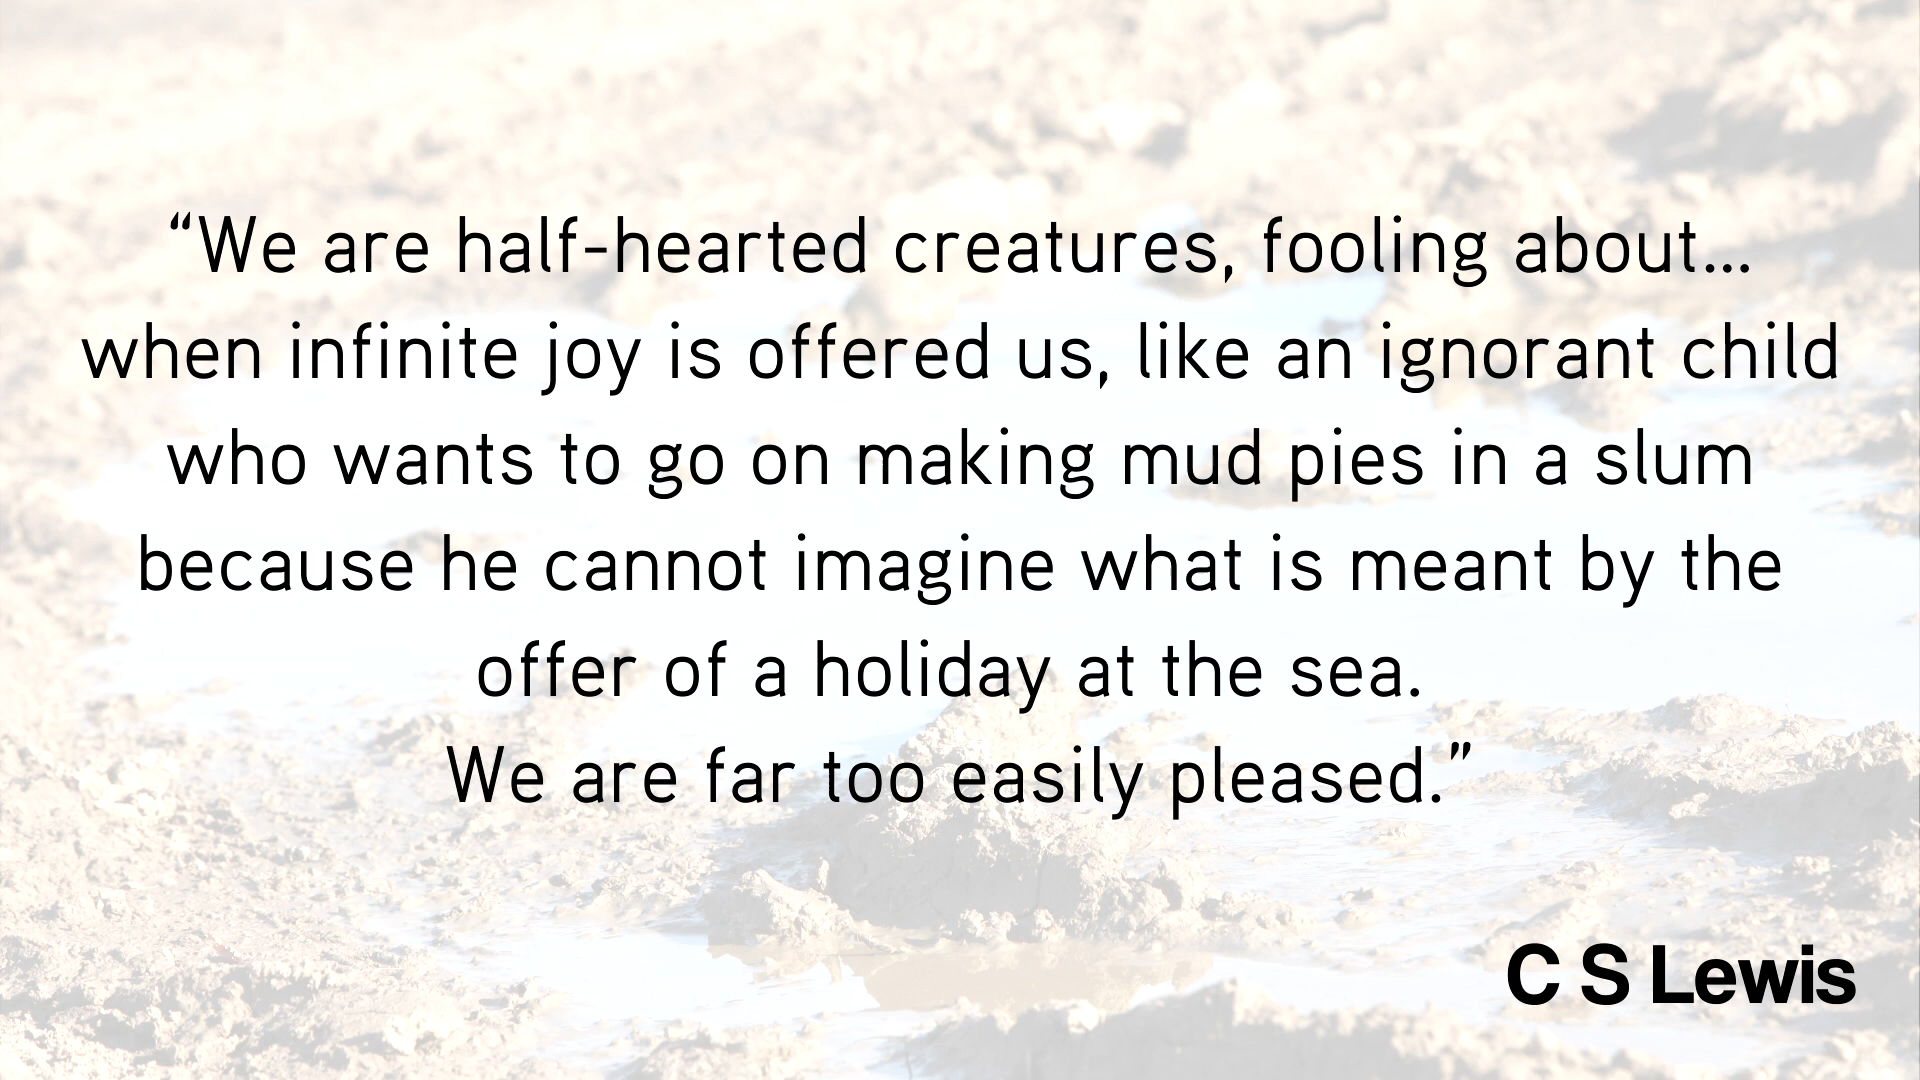 “We are half-hearted creatures, fooling about...
when infinite joy is offered us, like an ignorant child
who wants to go on making mud pies in a slum
because he cannot imagine what is meant by the
offer of a holiday at the sea.
We are far too easily pleased.”
C S Lewis